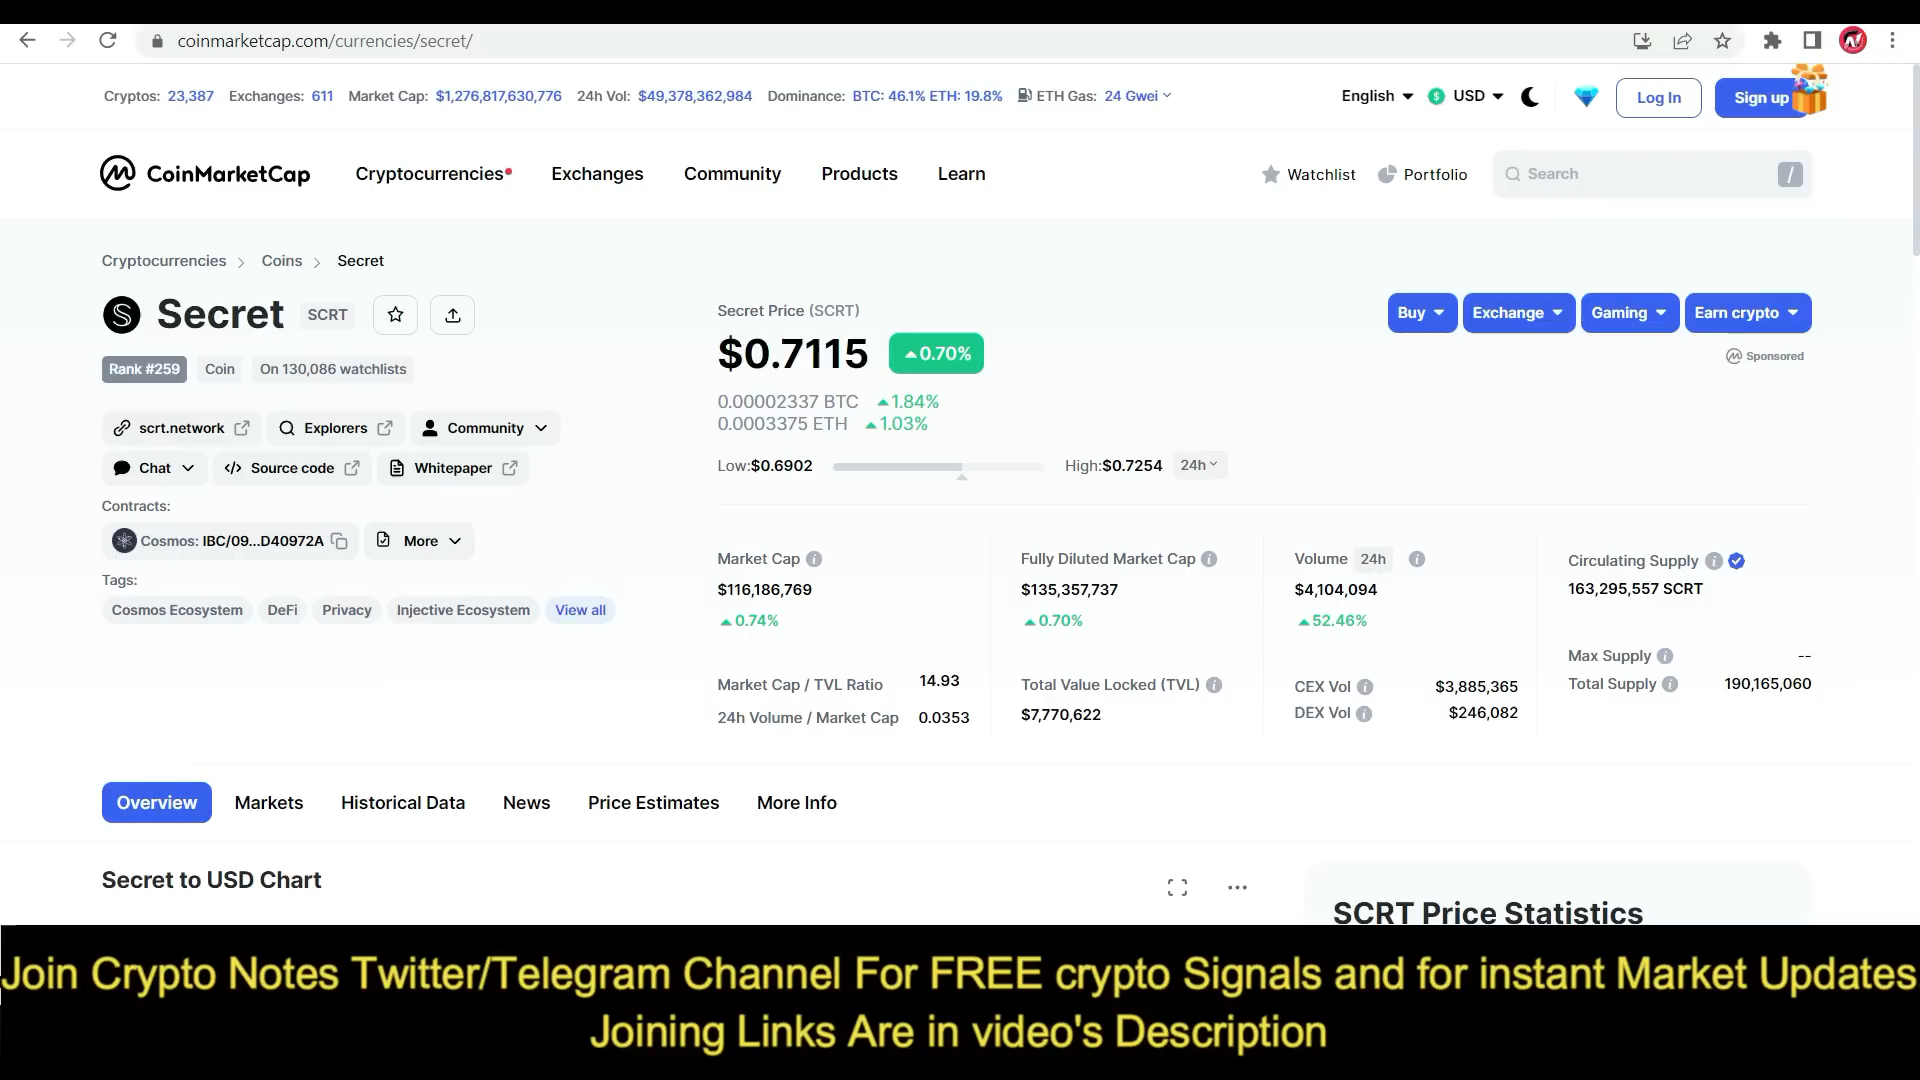 coinmarketcap.com/currencies/secret/
Cryptos: 23,387 Exchanges: 611 Market Cap: $1,276,817,630,776 24h Vol: $49,378,362,984 Dominance: BTC: 46.1% ETH: 19.8% ETH Gas: 24 Gwei English USD Log In Sign up
CoinMarketCap Cryptocurrencies Exchanges Community Products Learn Watchlist Portfolio Search /
Cryptocurrencies > Coins > Secret
Secret SCRT
Rank #259 Coin On 130,086 watchlists
scrt.network Explorers Community
Chat Source code Whitepaper
Contracts:
Cosmos: IBC/09...D40972A More
Tags:
Cosmos Ecosystem DeFi Privacy Injective Ecosystem View all
Secret Price (SCRT)
$0.7115 0.70%
0.00002337 BTC 1.84%
0.0003375 ETH 1.03%
Low:$0.6902 High:$0.7254 24h
Buy Exchange Gaming Earn crypto
Sponsored
Market Cap
$116,186,769
0.74%
Market Cap / TVL Ratio 14.93
24h Volume / Market Cap 0.0353
Fully Diluted Market Cap
$135,357,737
0.70%
Total Value Locked (TVL)
$7,770,622
Volume 24h
$4,104,094
52.46%
CEX Vol $3,885,365
DEX Vol $246,082
Circulating Supply
163,295,557 SCRT
Max Supply --
Total Supply 190,165,060
Overview Markets Historical Data News Price Estimates More Info
Secret to USD Chart
SCRT Price Statistics
Join Crypto Notes Twitter/Telegram Channel For FREE crypto Signals and for instant Market Updates
Joining Links Are in video's Description